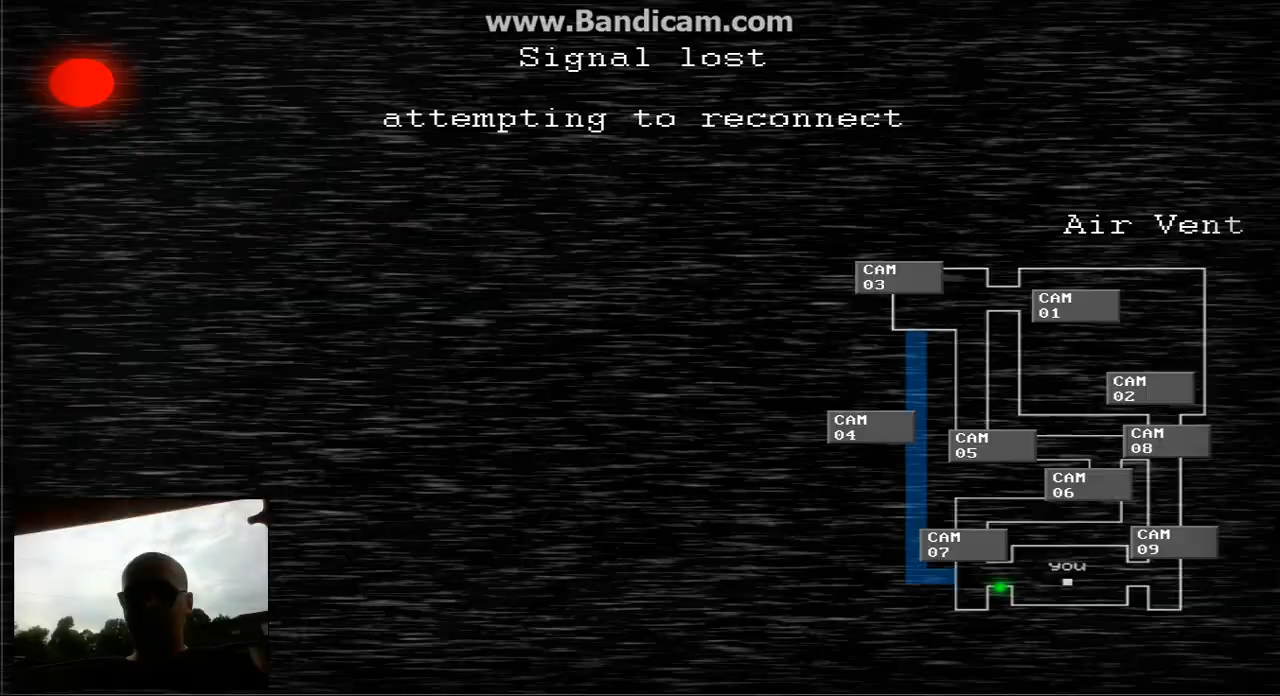 www.Bandicam.com
Signal lost
attempting to reconnect
Air Vent
CAM
03
CAM
01
CAM
02
CAM
04
CAM
05
CAM
08
CAM
06
CAM
07
CAM
09
you